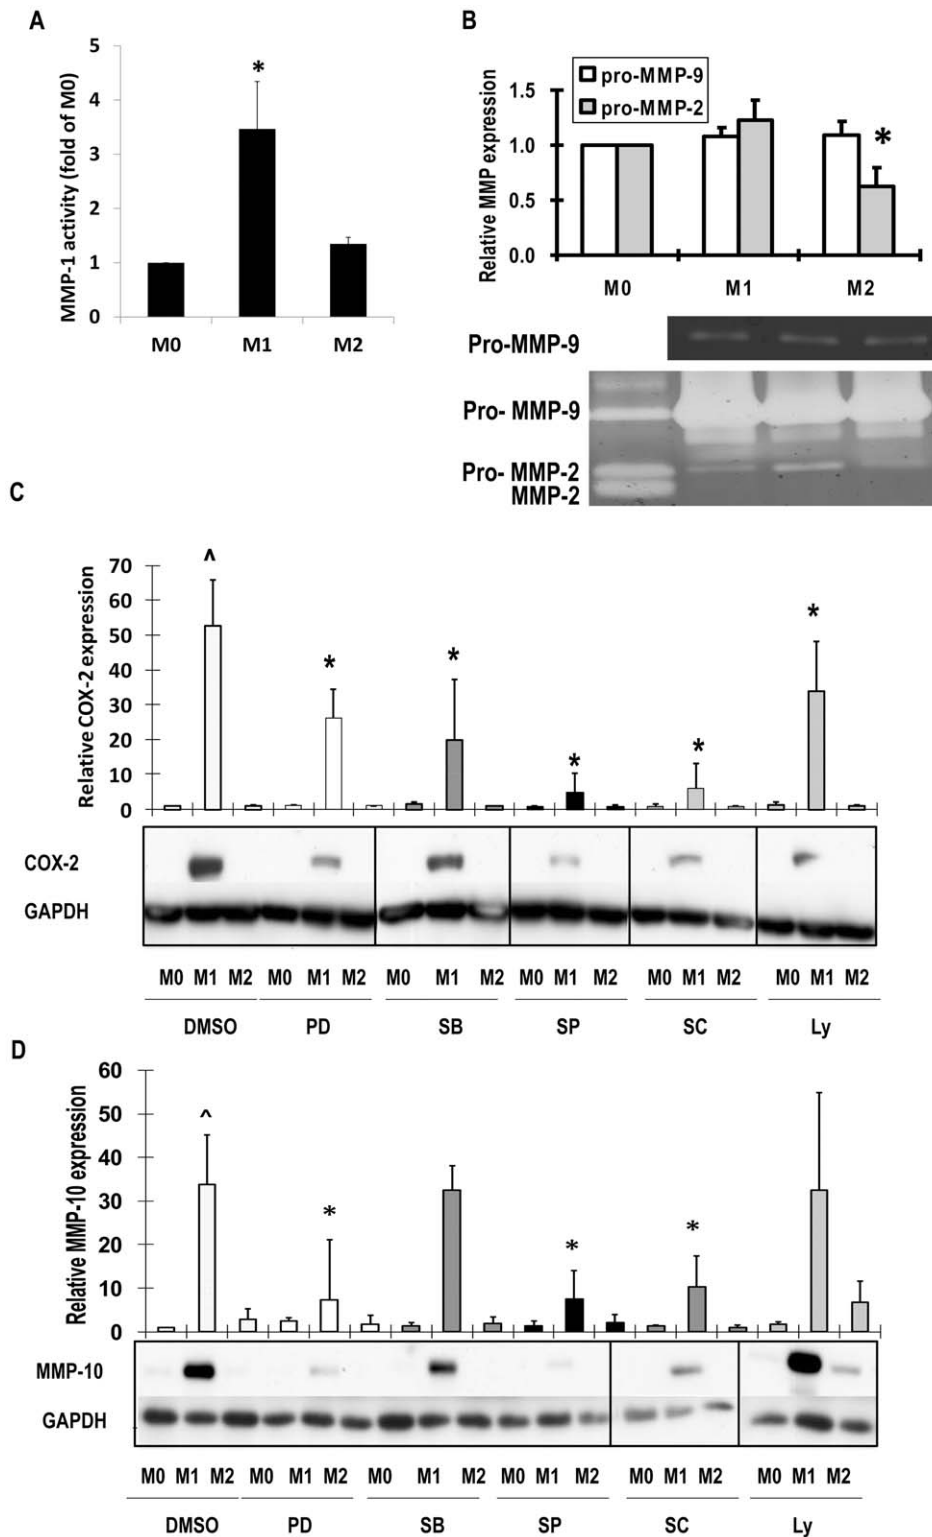 A
MMP-1 activity (fold of M0)
5
4
3
2
1
0
*
M0 M1 M2
B
Relative MMP expression
pro-MMP-9
pro-MMP-2
1.5
1.0
0.5
0.0
*
M0 M1 M2
Pro-MMP-9
Pro- MMP-9
Pro- MMP-2
MMP-2
C
Relative COX-2 expression
70
60
50
40
30
20
10
0
^ * * * * *
COX-2
GAPDH
M0 M1 M2 M0 M1 M2 M0 M1 M2 M0 M1 M2 M0 M1 M2 M0 M1 M2
DMSO PD SB SP SC Ly
D
Relative MMP-10 expression
60
50
40
30
20
10
0
^ * * *
MMP-10
GAPDH
M0 M1 M2 M0 M1 M2 M0 M1 M2 M0 M1 M2 M0 M1 M2 M0 M1 M2
DMSO PD SB SP SC Ly